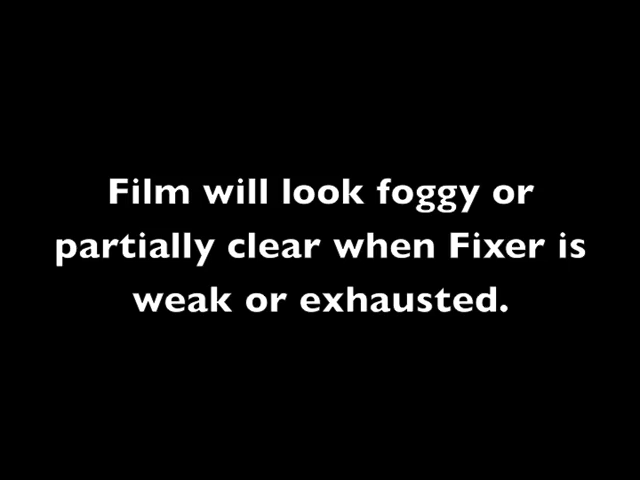 Film will look foggy or
partially clear when Fixer is
weak or exhausted.